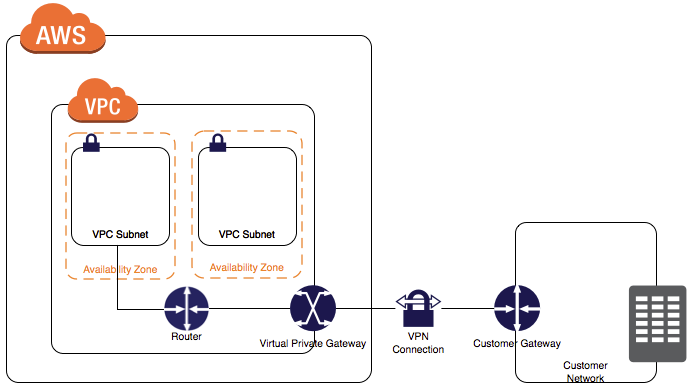 AWS
VPC
VPC Subnet
VPC Subnet
Availability Zone
Availability Zone
Router
Virtual Private Gateway
VPN
Connection
Customer Gateway
Customer
Network